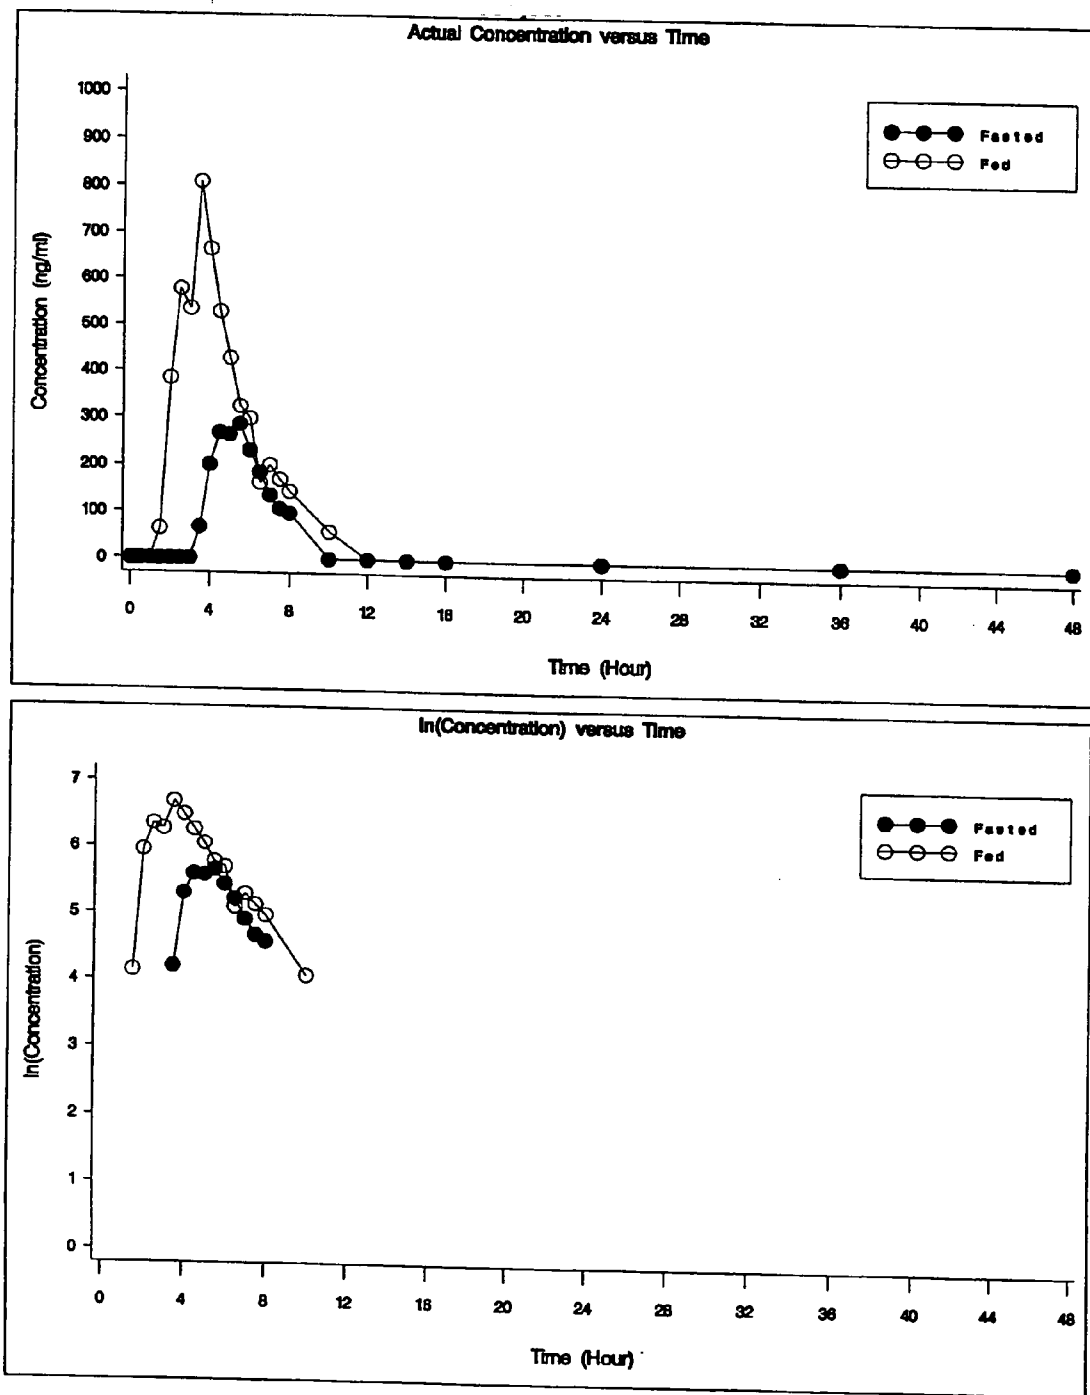 Actual Concentration versus Time
Concentration (ng/ml)
1000
900
800
700
600
500
400
300
200
100
0
0 4 8 12 16 20 24 28 32 36 40 44 48
Time (Hour)
Fasted
Fed
ln(Concentration) versus Time
ln(Concentration)
7
6
5
4
3
2
1
0
0 4 8 12 16 20 24 28 32 36 40 44 48
Time (Hour)
Fasted
Fed